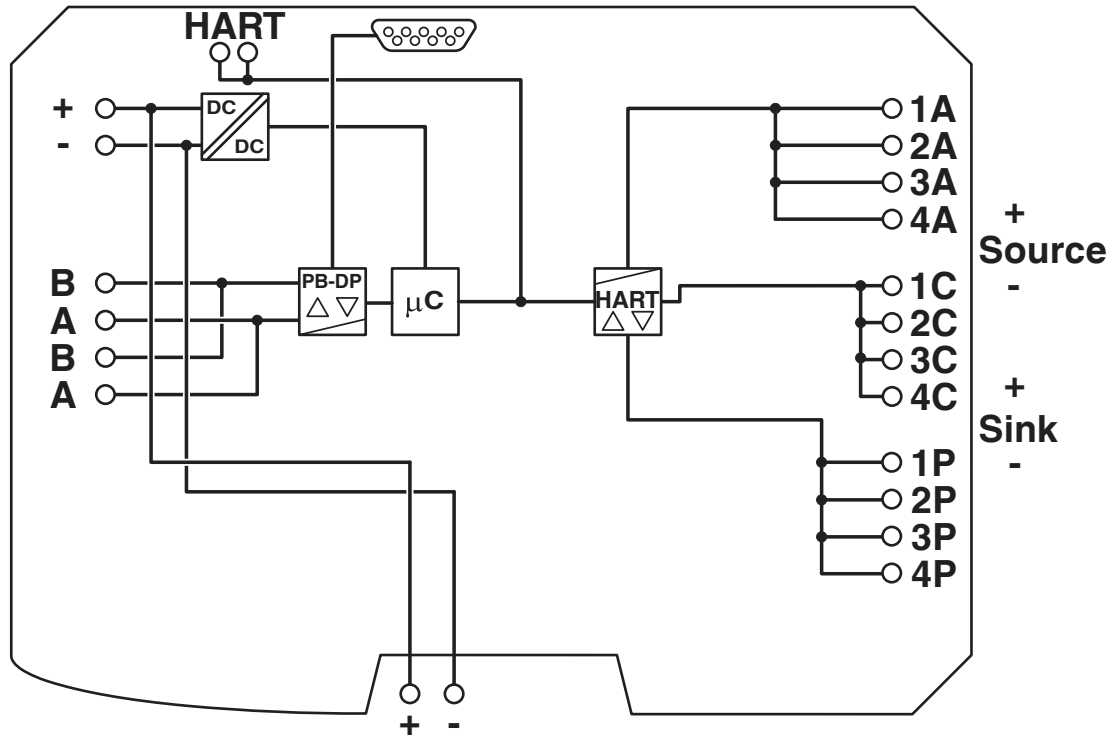 HART
+
-
DC
DC
B
A
B
A
PB-DP
μC
HART
1A
2A
3A
4A
+
Source
-
1C
2C
3C
4C
+
Sink
-
1P
2P
3P
4P
+ -